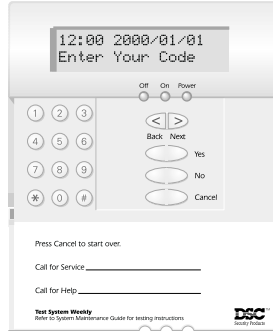 12:00 2000/01/01
Enter Your Code
Off On Power
1 2 3
< >
Back Next
4 5 6
Yes
7 8 9
No
* 0 #
Cancel
Press Cancel to start over.
Call for Service
Call for Help
Test System Weekly
Refer to System Maintenance Guide for testing instructions
DSC™
Security Products